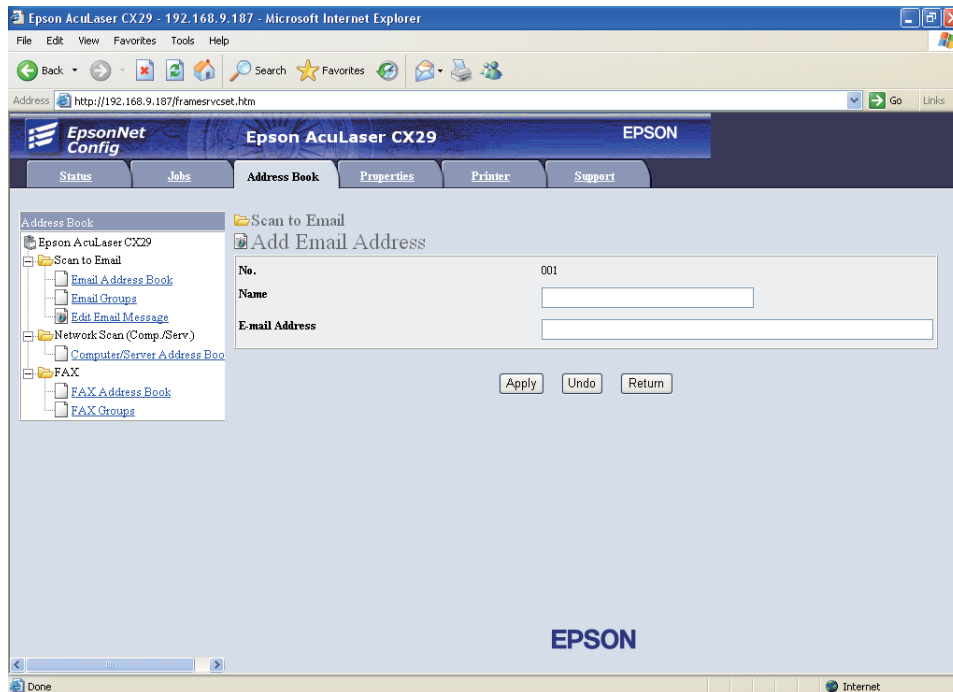 Epson AcuLaser CX29 - 192.168.9.187 - Microsoft Internet Explorer
File Edit View Favorites Tools Help
Back Search Favorites
Address http://192.168.9.187/framesrvcset.htm Go Links
EpsonNet
Config
Epson AcuLaser CX29
EPSON
Status Jobs Address Book Properties Printer Support
Address Book
Epson AcuLaser CX29
Scan to Email
Email Address Book
Email Groups
Edit Email Message
Network Scan (Comp./Serv.)
Computer/Server Address Boo
FAX
FAX Address Book
FAX Groups
Scan to Email
Add Email Address
No. 001
Name
E-mail Address
Apply Undo Return
EPSON
Done Internet